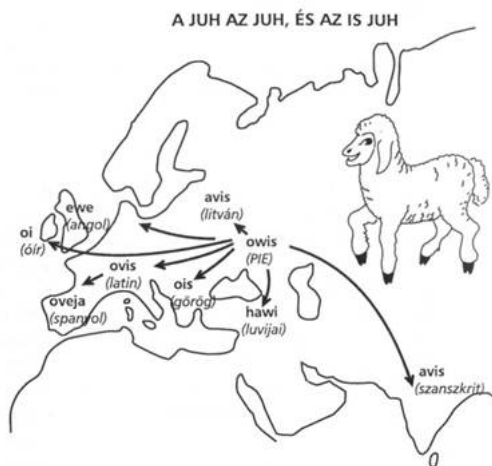 A JUH AZ JUH, ÉS AZ IS JUH
avis
(litván)
ewe
(angol)
oi
(óír)
owis
(PIE)
ovis
(latin)
ois
(görög)
oveja
(spanyol)
hawi
(luvijai)
avis
(szanszkrit)